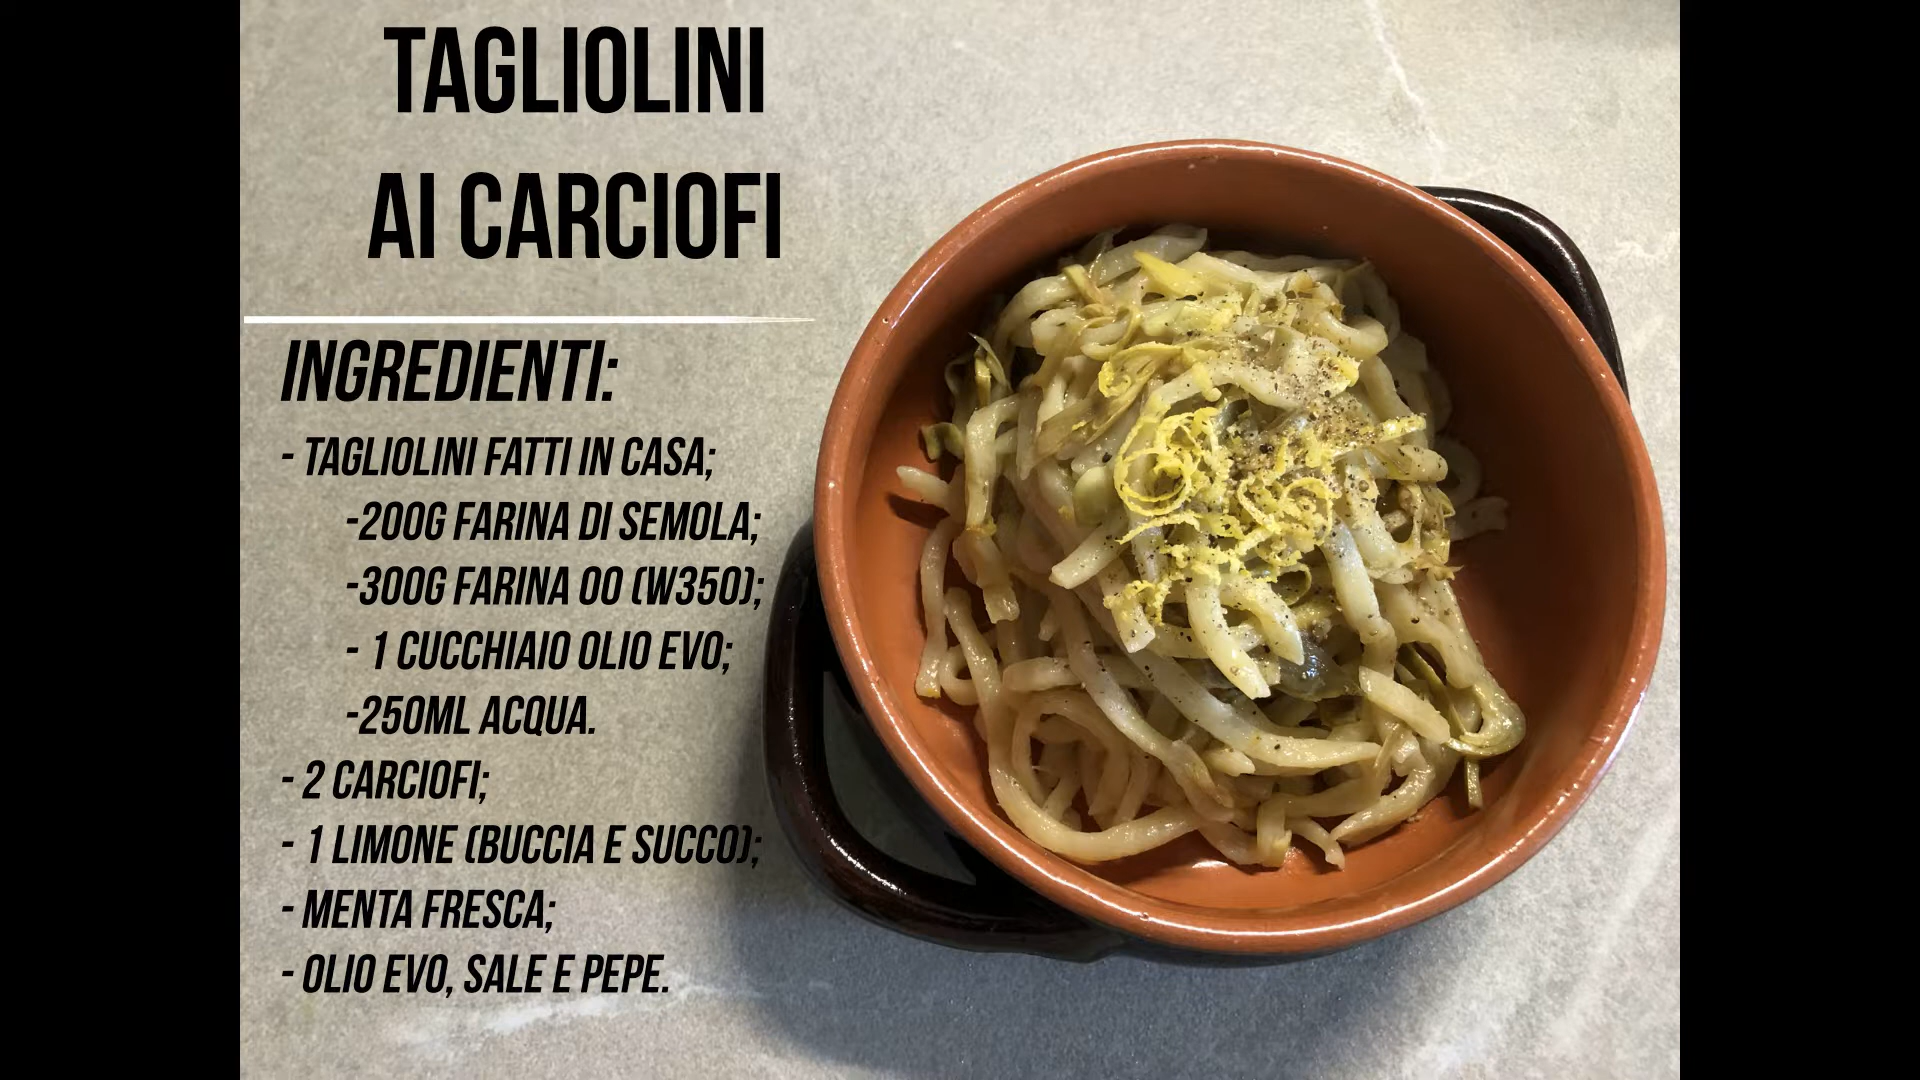 TAGLIOLINI
AI CARCIOFI
INGREDIENTI:
- TAGLIOLINI FATTI IN CASA;
-200G FARINA DI SEMOLA;
-300G FARINA 00 (W350);
- 1 CUCCHIAIO OLIO EVO;
-250ML ACQUA.
- 2 CARCIOFI;
- 1 LIMONE (BUCCIA E SUCCO);
- MENTA FRESCA;
- OLIO EVO, SALE E PEPE.